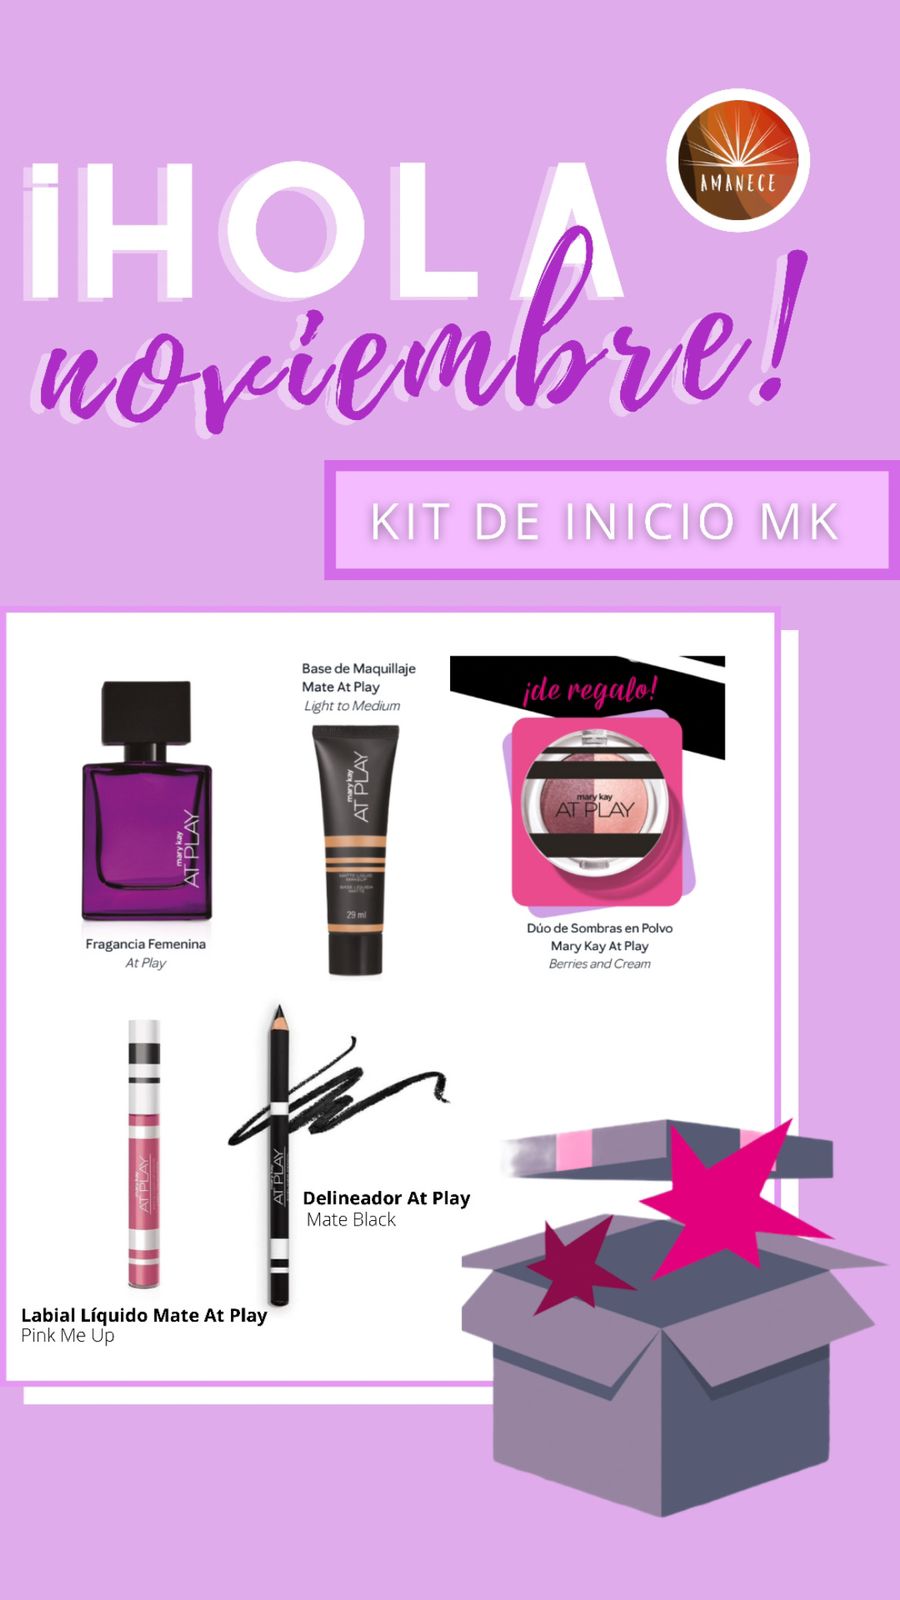 ¡HOLA
AMANECE
noviembre!
KIT DE INICIO MK
Base de Maquillaje
Mate At Play
Light to Medium
¡de regalo!
mary kay
AT PLAY
mary kay
AT PLAY
29 ml
mary kay
AT PLAY
Fragancia Femenina
At Play
Dúo de Sombras en Polvo
Mary Kay At Play
Berries and Cream
AT PLAY
AT PLAY
Delineador At Play
Mate Black
Labial Líquido Mate At Play
Pink Me Up